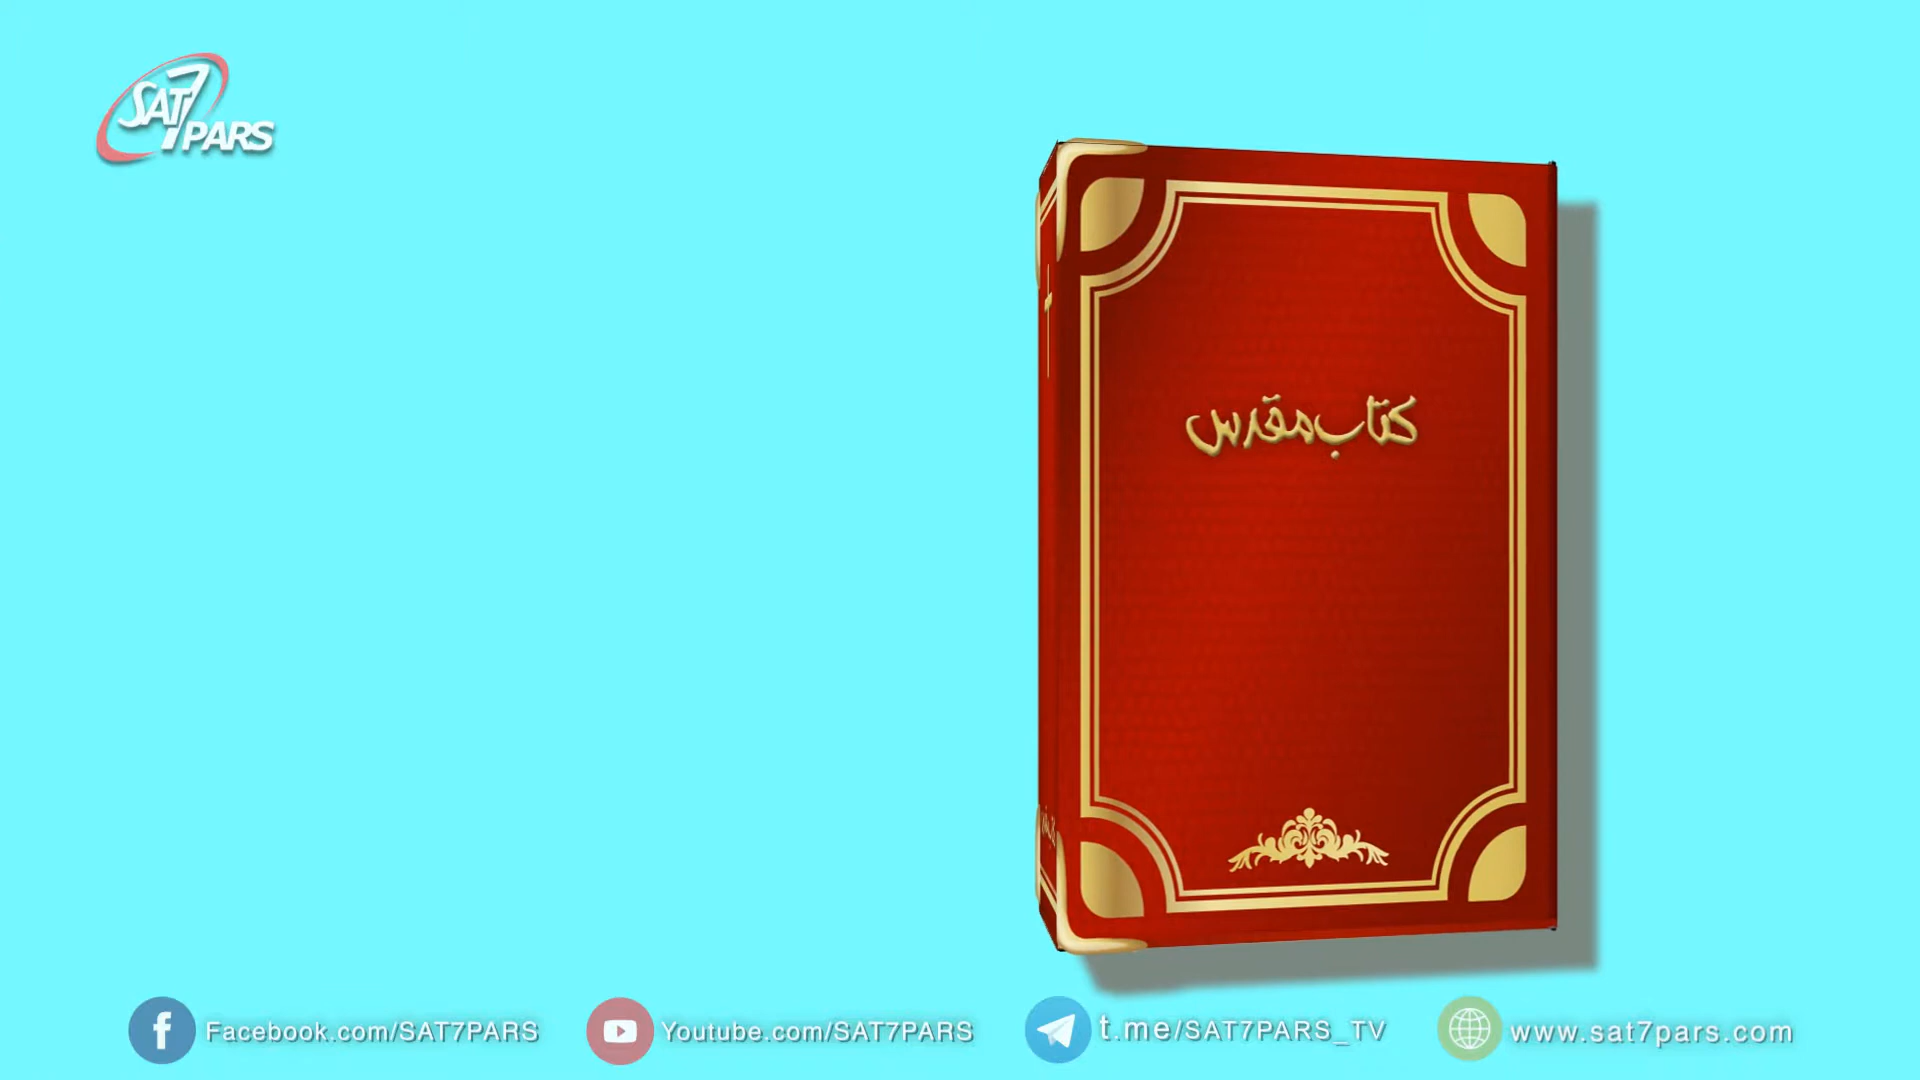 SAT7
PARS
کتاب مقدس
Facebook.com/SAT7PARS
Youtube.com/SAT7PARS
t.me/SAT7PARS_TV
www.sat7pars.com